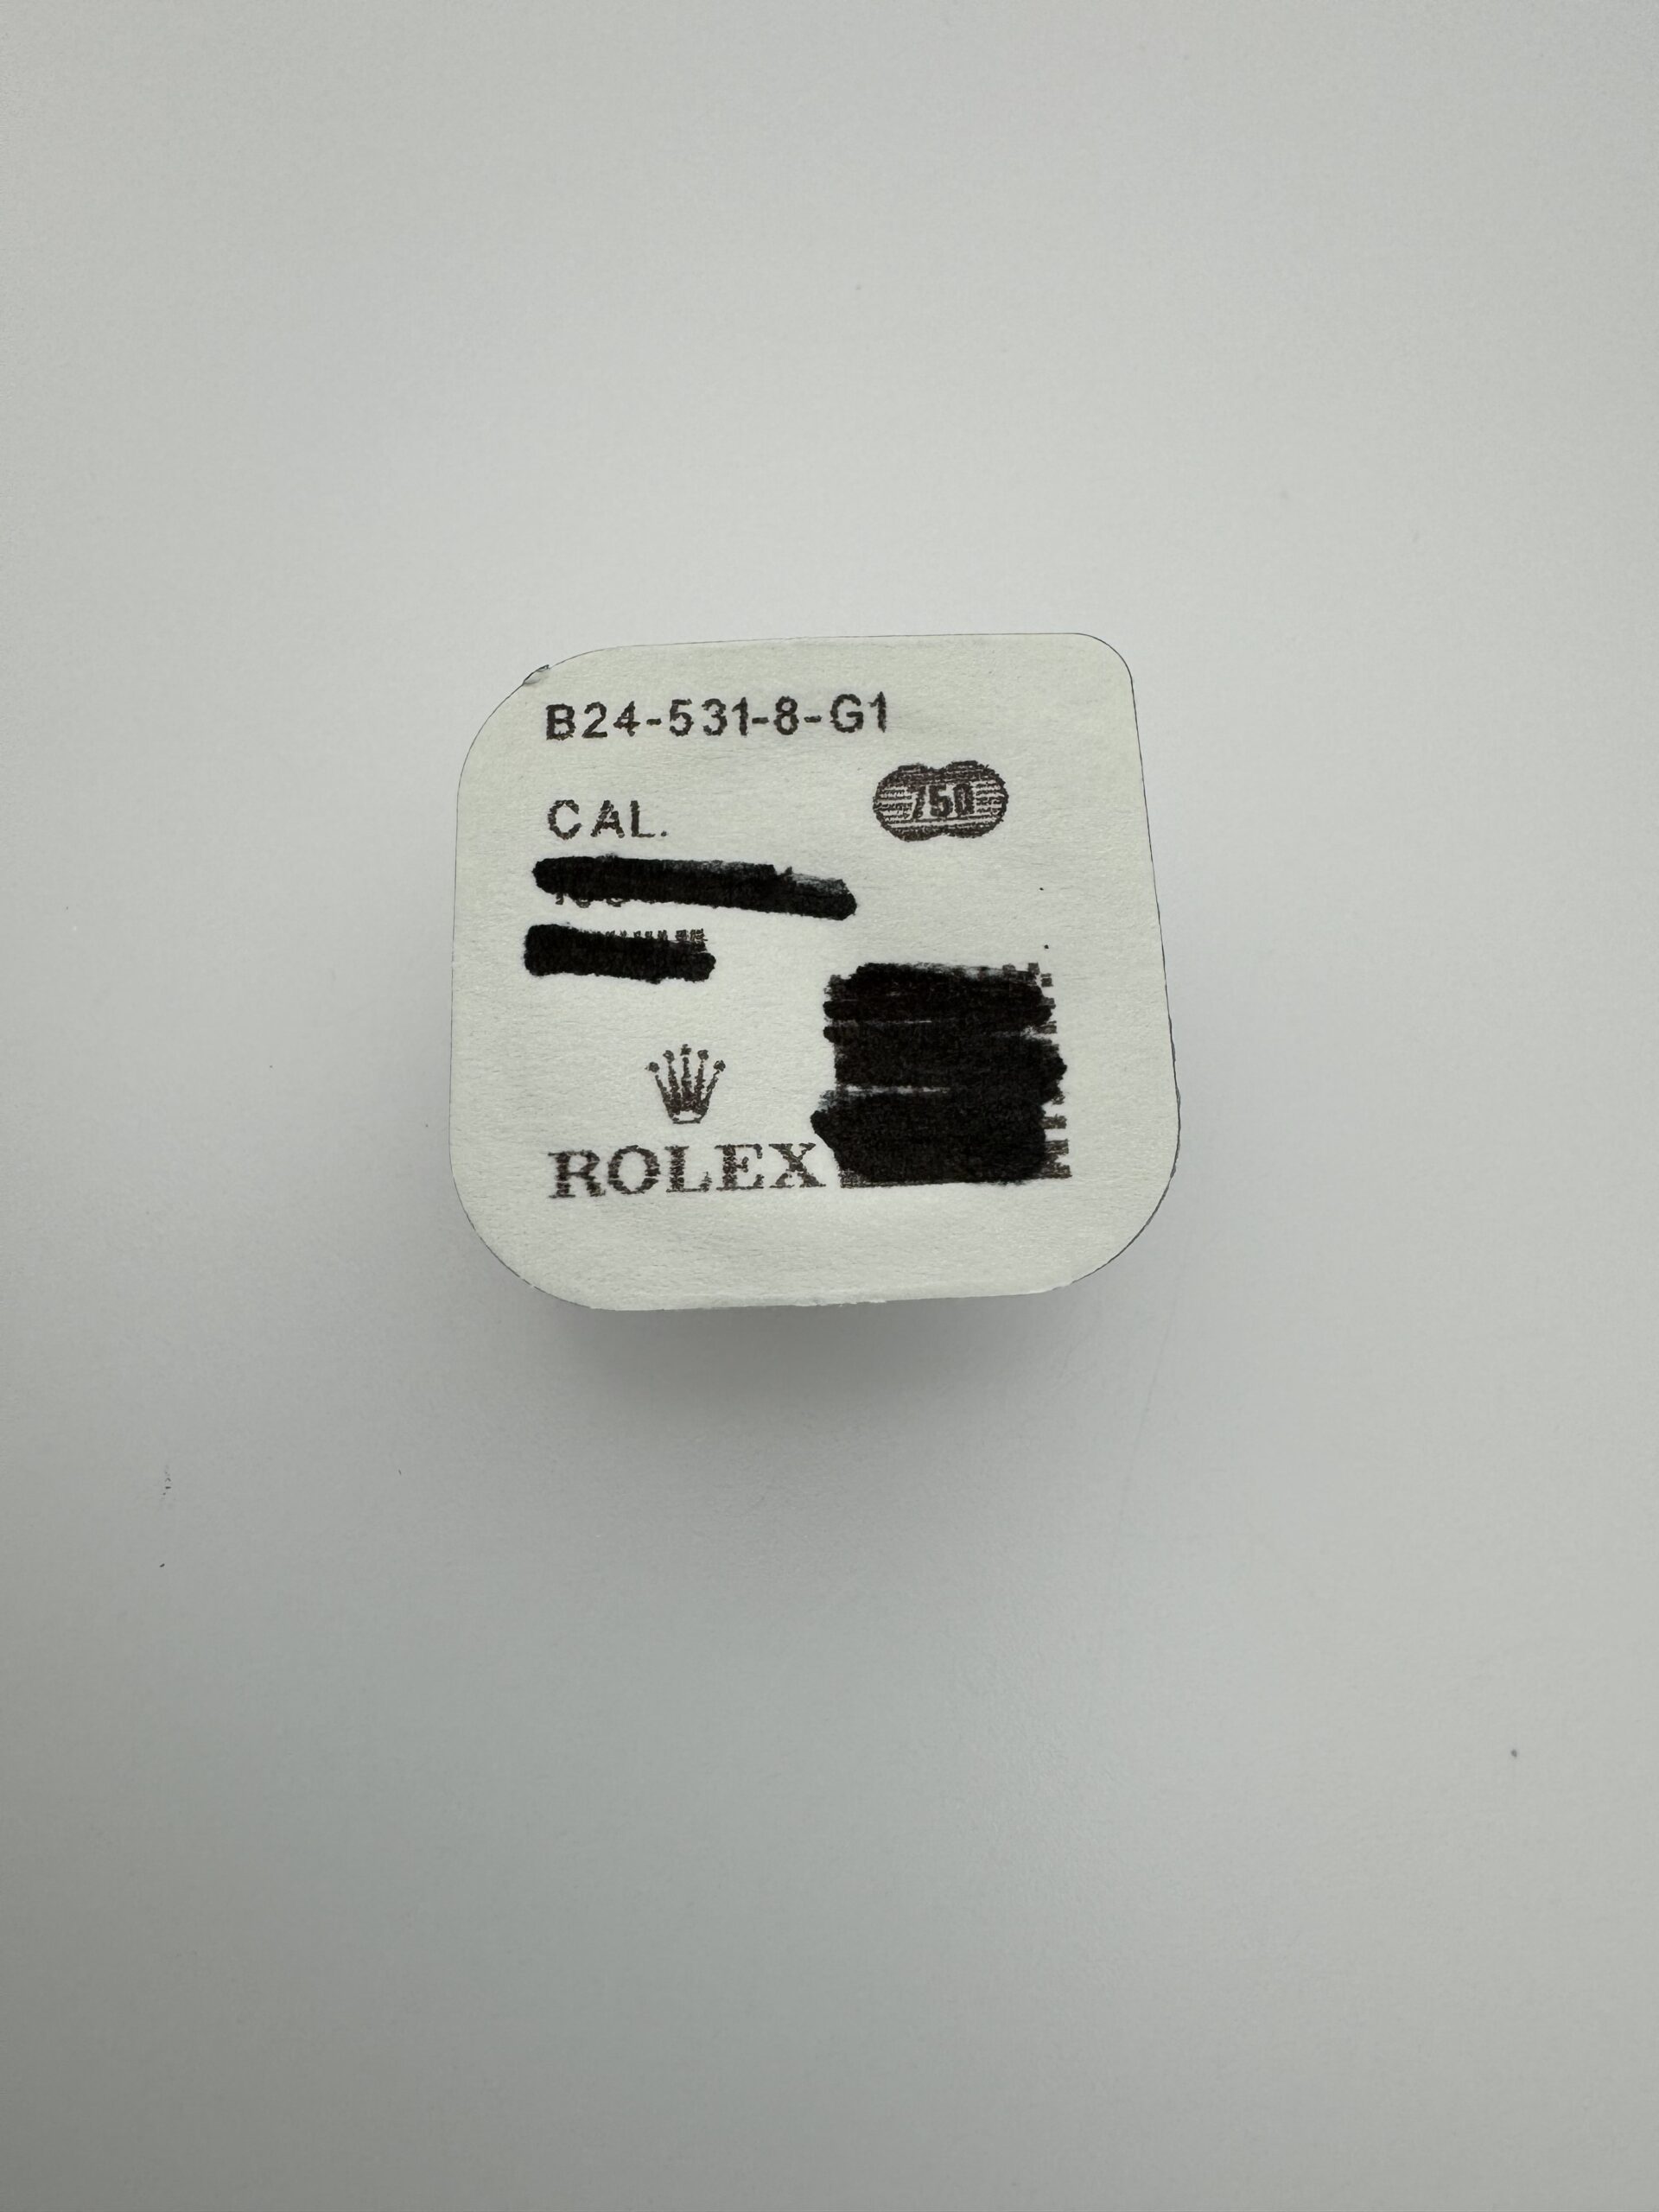 B24-531-8-G1
750
CAL.
ROLEX